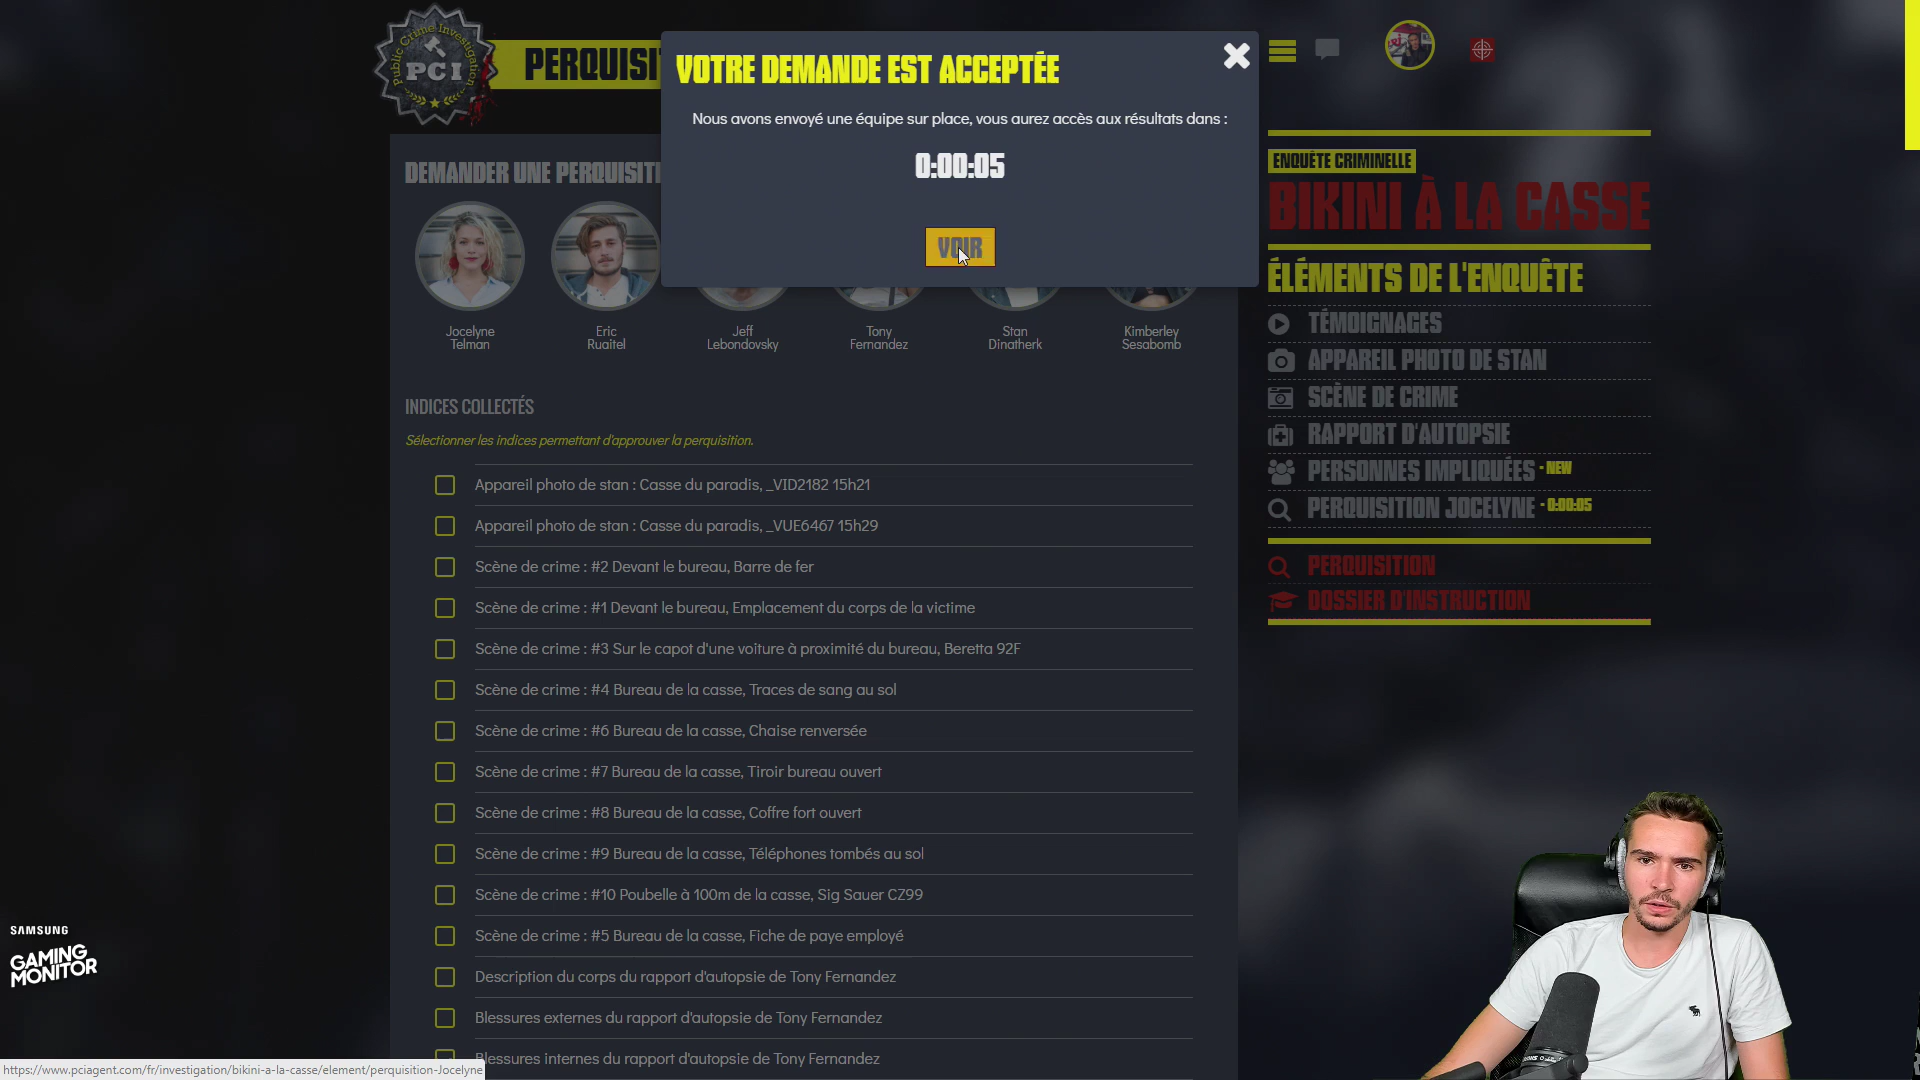 Public Crime Investigation
PCI
PERQUISI
VOTRE DEMANDE EST ACCEPTÉE
Nous avons envoyé une équipe sur place, vous aurez accès aux résultats dans :
0:00:05
VOIR
DEMANDER UNE PERQUISITI
Jocelyne
Telman
Eric
Ruaitel
Jeff
Lebondovsky
Tony
Fernandez
Stan
Dinatherk
Kimberley
Sesabomb
INDICES COLLECTÉS
Sélectionner les indices permettant d'approuver la perquisition.
Appareil photo de stan : Casse du paradis, _VID2182 15h21
Appareil photo de stan : Casse du paradis, _VUE6467 15h29
Scène de crime : #2 Devant le bureau, Barre de fer
Scène de crime : #1 Devant le bureau, Emplacement du corps de la victime
Scène de crime : #3 Sur le capot d'une voiture à proximité du bureau, Beretta 92F
Scène de crime : #4 Bureau de la casse, Traces de sang au sol
Scène de crime : #6 Bureau de la casse, Chaise renversée
Scène de crime : #7 Bureau de la casse, Tiroir bureau ouvert
Scène de crime : #8 Bureau de la casse, Coffre fort ouvert
Scène de crime : #9 Bureau de la casse, Téléphones tombés au sol
Scène de crime : #10 Poubelle à 100m de la casse, Sig Sauer CZ99
Scène de crime : #5 Bureau de la casse, Fiche de paye employé
Description du corps du rapport d'autopsie de Tony Fernandez
Blessures externes du rapport d'autopsie de Tony Fernandez
Blessures internes du rapport d'autopsie de Tony Fernandez
ENQUÊTE CRIMINELLE
BIKINI À LA CASSE
ÉLÉMENTS DE L'ENQUÊTE
TÉMOIGNAGES
APPAREIL PHOTO DE STAN
SCÈNE DE CRIME
RAPPORT D'AUTOPSIE
PERSONNES IMPLIQUÉES - NEW
PERQUISITION JOCELYNE - 0:00:05
PERQUISITION
DOSSIER D'INSTRUCTION
SAMSUNG
GAMING
MONITOR
https://www.pciagent.com/fr/investigation/bikini-a-la-casse/element/perquisition-Jocelyne